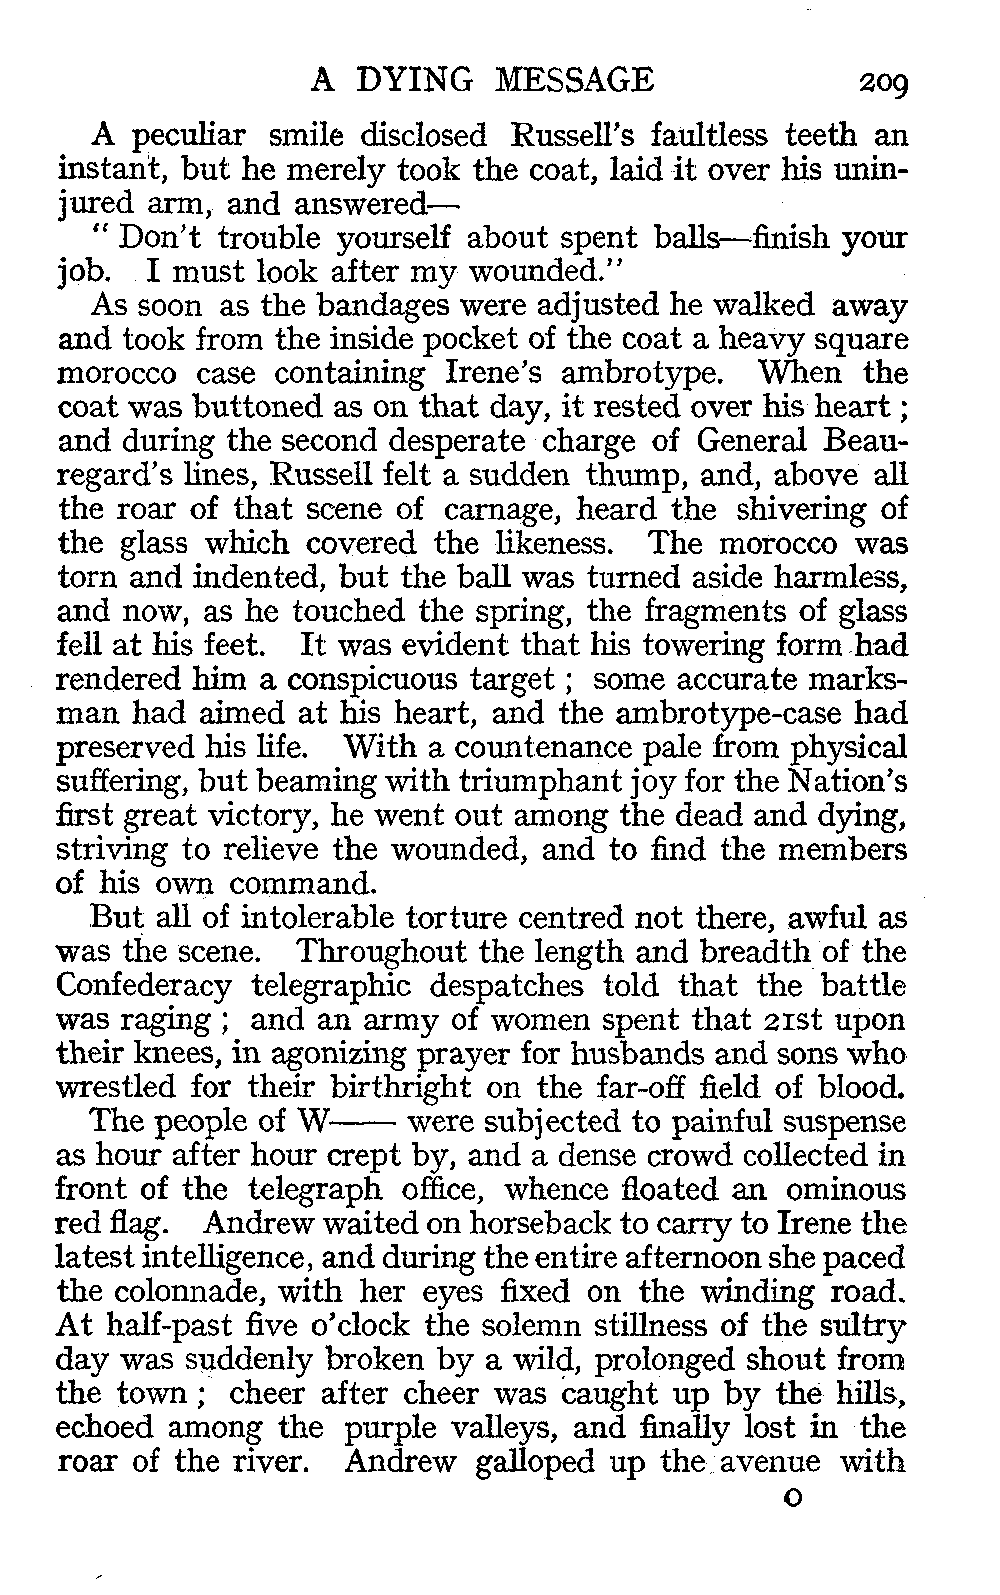 A DYING MESSAGE 209
A peculiar smile disclosed Russell's faultless teeth an
instant, but he merely took the coat, laid it over his unin-
jured arm, and answered—
" Don't trouble yourself about spent balls—finish your
job. I must look after my wounded."
As soon as the bandages were adjusted he walked away
and took from the inside pocket of the coat a heavy square
morocco case containing Irene's ambrotype. When the
coat was buttoned as on that day, it rested over his heart ;
and during the second desperate charge of General Beau-
regard's lines, Russell felt a sudden thump, and, above all
the roar of that scene of carnage, heard the shivering of
the glass which covered the likeness. The morocco was
torn and indented, but the ball was turned aside harmless,
and now, as he touched the spring, the fragments of glass
fell at his feet. It was evident that his towering form had
rendered him a conspicuous target ; some accurate marks-
man had aimed at his heart, and the ambrotype-case had
preserved his life. With a countenance pale from physical
suffering, but beaming with triumphant joy for the Nation's
first great victory, he went out among the dead and dying,
striving to relieve the wounded, and to find the members
of his own command.
But all of intolerable torture centred not there, awful as
was the scene. Throughout the length and breadth of the
Confederacy telegraphic despatches told that the battle
was raging ; and an army of women spent that 21st upon
their knees, in agonizing prayer for husbands and sons who
wrestled for their birthright on the far-off field of blood.
The people of W—— were subjected to painful suspense
as hour after hour crept by, and a dense crowd collected in
front of the telegraph office, whence floated an ominous
red flag. Andrew waited on horseback to carry to Irene the
latest intelligence, and during the entire afternoon she paced
the colonnade, with her eyes fixed on the winding road.
At half-past five o'clock the solemn stillness of the sultry
day was suddenly broken by a wild, prolonged shout from
the town ; cheer after cheer was caught up by the hills,
echoed among the purple valleys, and finally lost in the
roar of the river. Andrew galloped up the avenue with
O